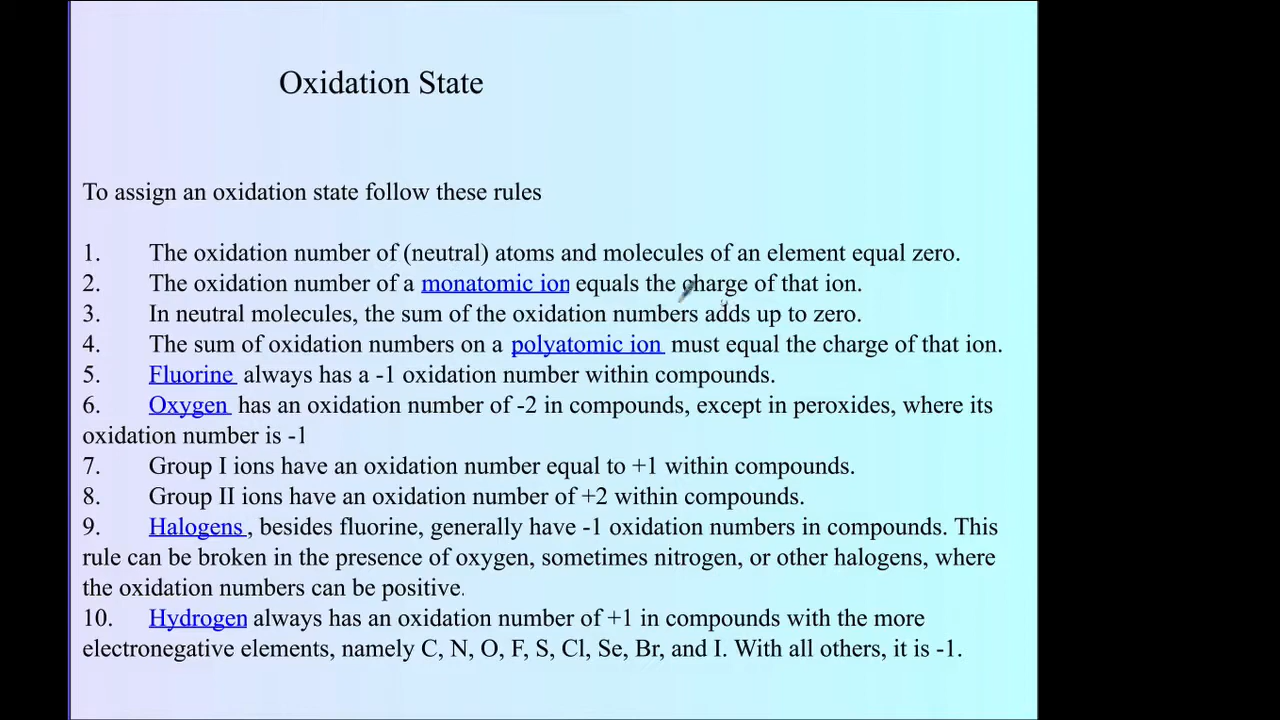 Oxidation State
To assign an oxidation state follow these rules
1. The oxidation number of (neutral) atoms and molecules of an element equal zero.
2. The oxidation number of a monatomic ion equals the charge of that ion.
3. In neutral molecules, the sum of the oxidation numbers adds up to zero.
4. The sum of oxidation numbers on a polyatomic ion must equal the charge of that ion.
5. Fluorine always has a -1 oxidation number within compounds.
6. Oxygen has an oxidation number of -2 in compounds, except in peroxides, where its
oxidation number is -1
7. Group I ions have an oxidation number equal to +1 within compounds.
8. Group II ions have an oxidation number of +2 within compounds.
9. Halogens , besides fluorine, generally have -1 oxidation numbers in compounds. This
rule can be broken in the presence of oxygen, sometimes nitrogen, or other halogens, where
the oxidation numbers can be positive.
10. Hydrogen always has an oxidation number of +1 in compounds with the more
electronegative elements, namely C, N, O, F, S, Cl, Se, Br, and I. With all others, it is -1.